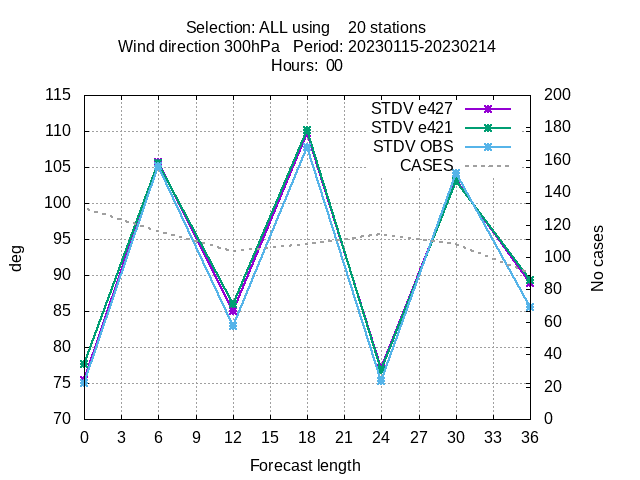 Selection: ALL using    20 stations
Wind direction 300hPa   Period: 20230115-20230214
Hours:  00
STDV e427
STDV e421
STDV OBS
CASES
115
110
105
100
95
90
85
80
75
70
deg
200
180
160
140
120
100
80
60
40
20
0
No cases
0 3 6 9 12 15 18 21 24 27 30 33 36
Forecast length